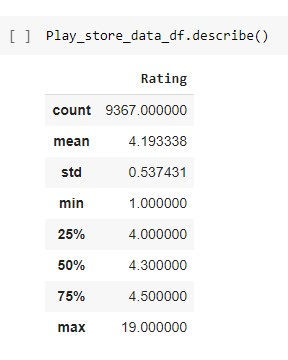 [ ] Play_store_data_df.describe()
Rating
count 9367.000000
mean 4.193338
std 0.537431
min 1.000000
25% 4.000000
50% 4.300000
75% 4.500000
max 19.000000